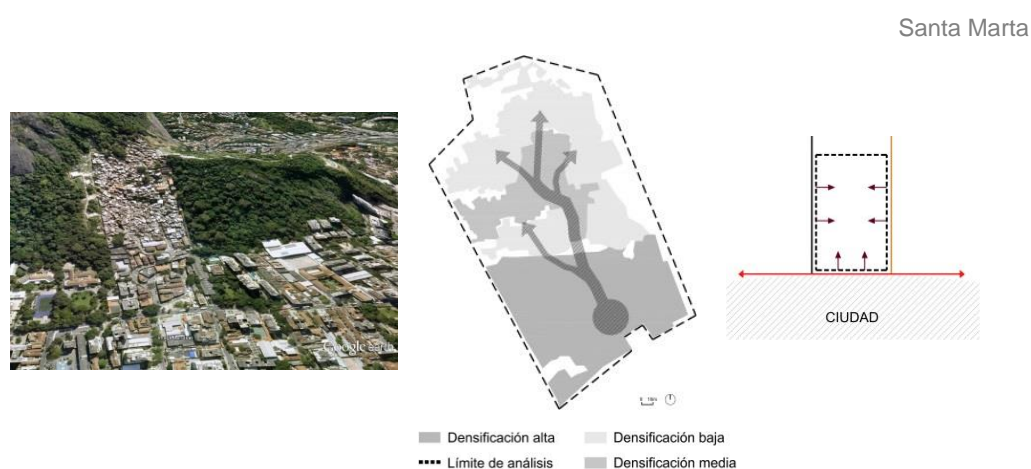 Santa Marta
Google earth
CIUDAD
Densificación alta
Densificación baja
Límite de análisis
Densificación media